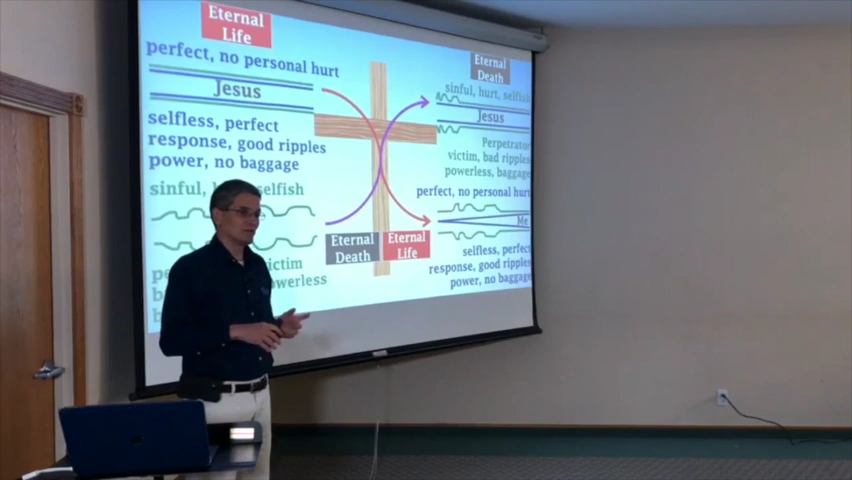 Eternal
Life
perfect, no personal hurt
Jesus
selfless, perfect
response, good ripples
power, no baggage
sinful, selfish
Eternal
Death
Eternal
Life
Eternal
Death
sinful, hurt, selfish
Jesus
Perpetrator
victim, bad ripples
powerless, baggage
perfect, no personal hurt
Me
selfless, perfect
response, good ripples
power, no baggage